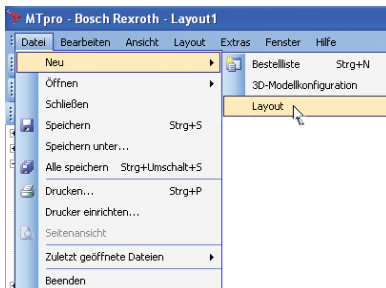 MTpro - Bosch Rexroth - Layout1
Datei Bearbeiten Ansicht Layout Extras Fenster Hilfe
Neu
Bestellliste Strg+N
Öffnen
3D-Modellkonfiguration
Schließen
Layout
Speichern Strg+S
Speichern unter...
Alle speichern Strg+Umschalt+S
Drucken... Strg+P
Drucker einrichten...
Seitenansicht
Zuletzt geöffnete Dateien
Beenden